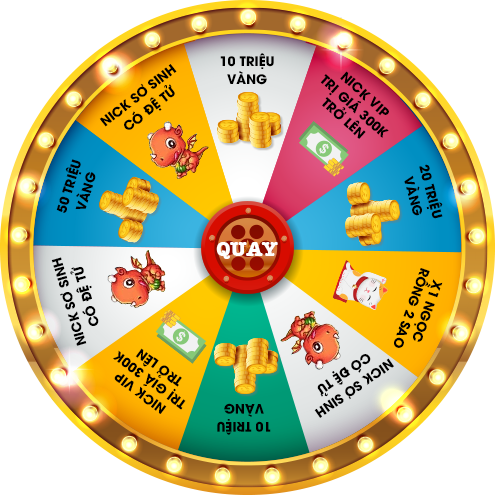 10 TRIỆU
VÀNG
NICK VIP
TRỊ GIÁ 300K
TRỞ LÊN
20 TRIỆU
VÀNG
X1 NGỌC
RỒNG 2 SAO
NICK SƠ SINH
CÓ ĐỆ TỬ
10 TRIỆU
VÀNG
NICK VIP
TRỊ GIÁ 300K
TRỞ LÊN
NICK SƠ SINH
CÓ ĐỆ TỬ
50 TRIỆU
VÀNG
NICK SƠ SINH
CÓ ĐỆ TỬ
QUAY